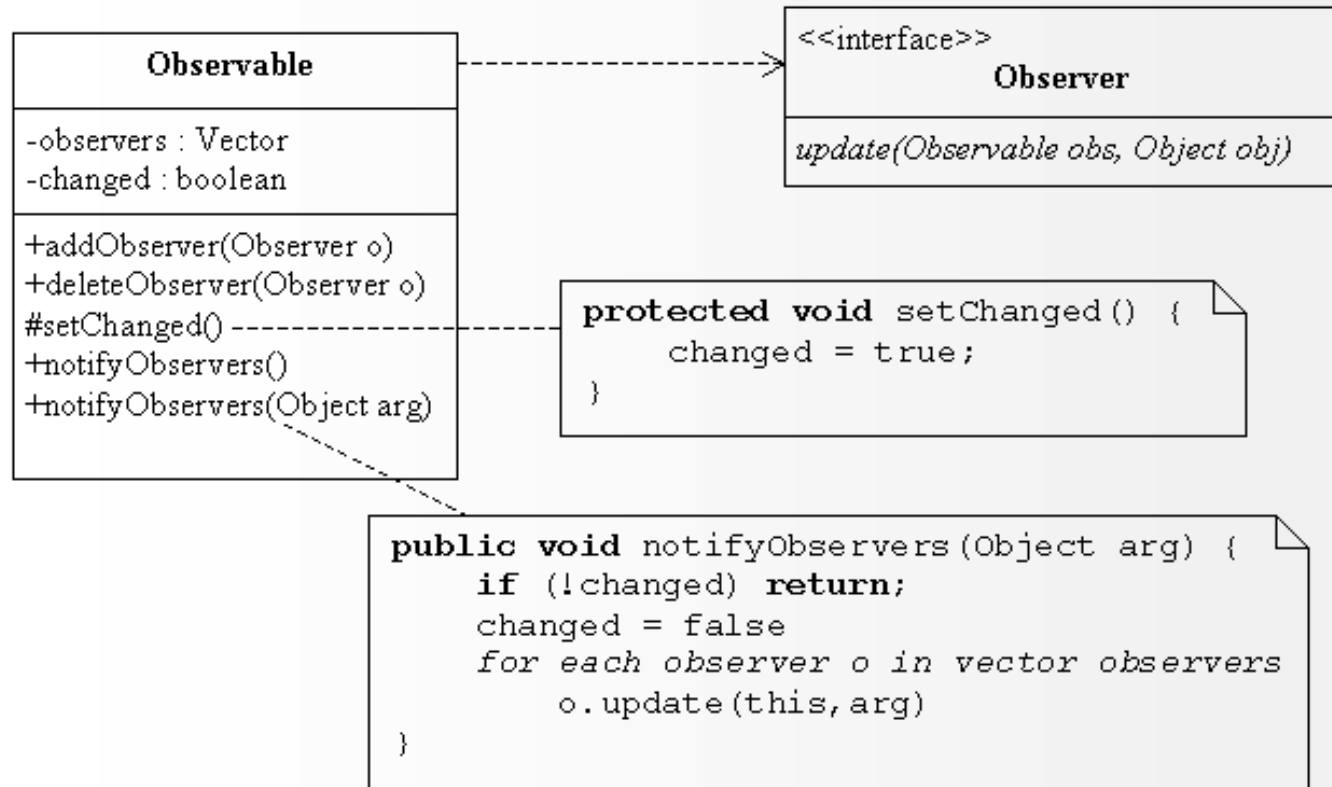 Observable
-observers : Vector
-changed : boolean
+addObserver(Observer o)
+deleteObserver(Observer o)
#setChanged()
+notifyObservers()
+notifyObservers(Object arg)
<<interface>>
Observer
update(Observable obs, Object obj)
protected void setChanged() {
changed = true;
}
public void notifyObservers(Object arg) {
if (!changed) return;
changed = false
for each observer o in vector observers
o.update(this,arg)
}